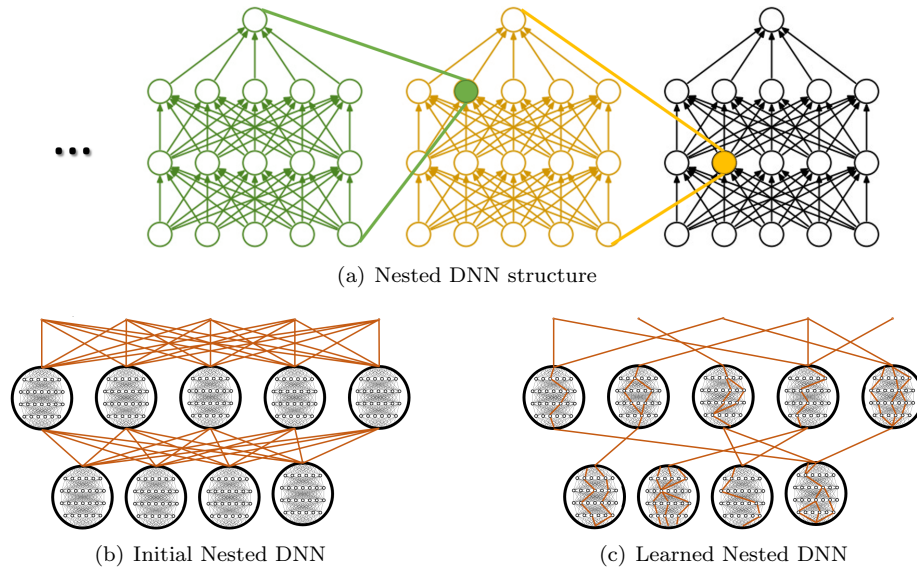 ...
(a) Nested DNN structure
(b) Initial Nested DNN
(c) Learned Nested DNN